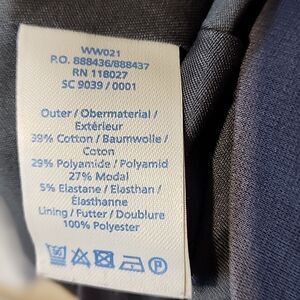 WW021
P.O. 888436/888437
RN 118027
SC 9039 / 0001
Outer / Obermaterial /
Extérieur
39% Cotton / Baumwolle /
Coton
29% Polyamide / Polyamid
27% Modal
5% Elastane / Elasthan /
Élasthanne
Lining / Futter / Doublure
100% Polyester
P